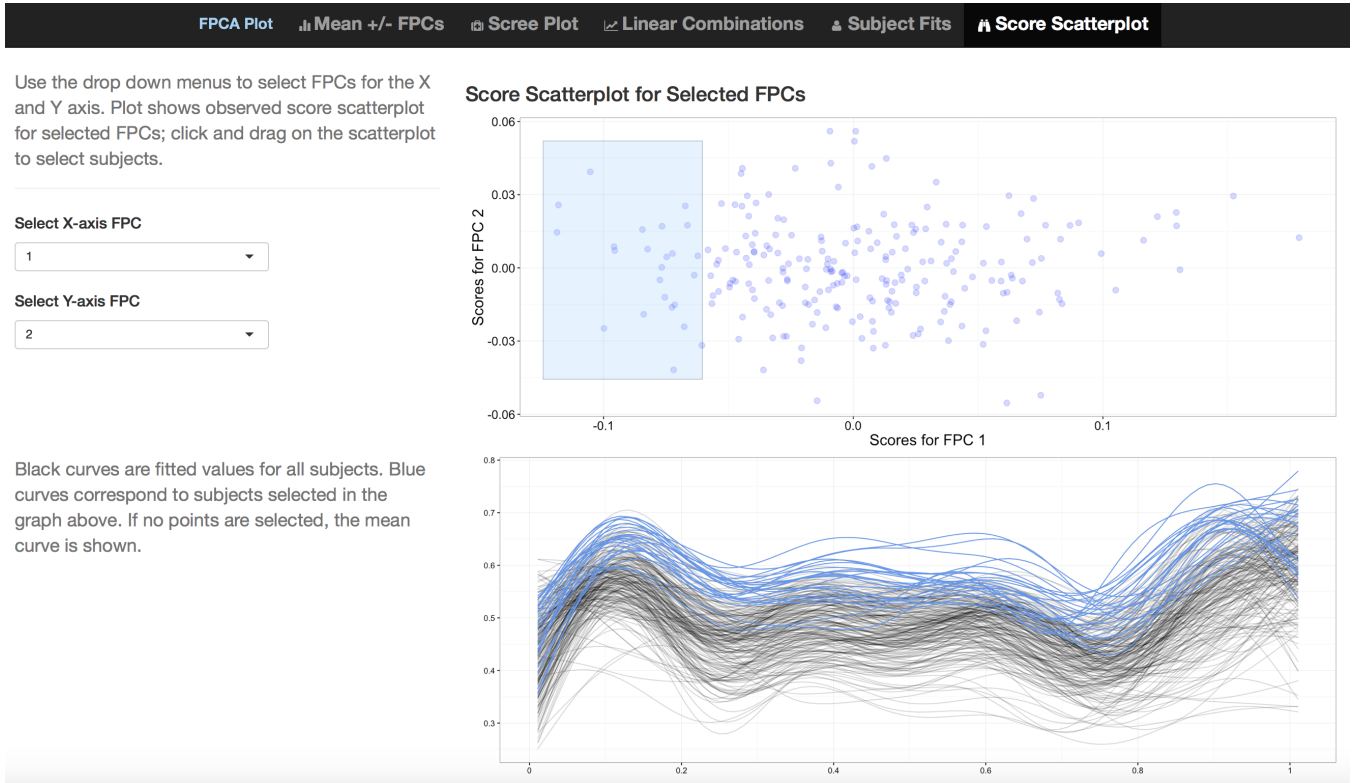 FPCA Plot Mean +/- FPCs Scree Plot Linear Combinations Subject Fits Score Scatterplot
Use the drop down menus to select FPCs for the X
and Y axis. Plot shows observed score scatterplot
for selected FPCs; click and drag on the scatterplot
to select subjects.
Select X-axis FPC
1
Select Y-axis FPC
2
Black curves are fitted values for all subjects. Blue
curves correspond to subjects selected in the
graph above. If no points are selected, the mean
curve is shown.
Score Scatterplot for Selected FPCs
Scores for FPC 2
0.06
0.03
0.00
-0.03
-0.06
-0.1 0.0 0.1
Scores for FPC 1
0.8
0.7
0.6
0.5
0.4
0.3
0 0.2 0.4 0.6 0.8 1